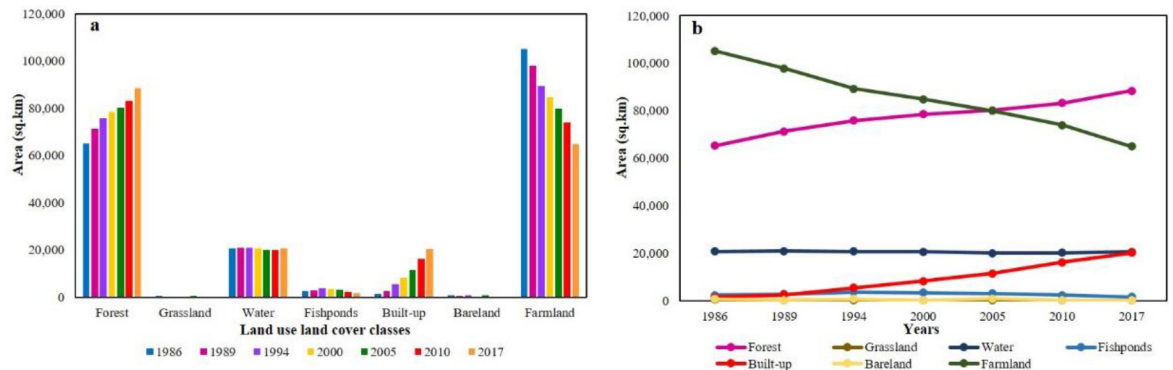 a
Area (sq.km)
120,000
100,000
80,000
60,000
40,000
20,000
0
Forest Grassland Water Fishponds Built-up Bareland Farmland
Land use land cover classes
1986 1989 1994 2000 2005 2010 2017
b
Area (sq.km)
120,000
100,000
80,000
60,000
40,000
20,000
0
1986 1989 1994 2000 2005 2010 2017
Years
Forest Grassland Water Fishponds
Built-up Bareland Farmland